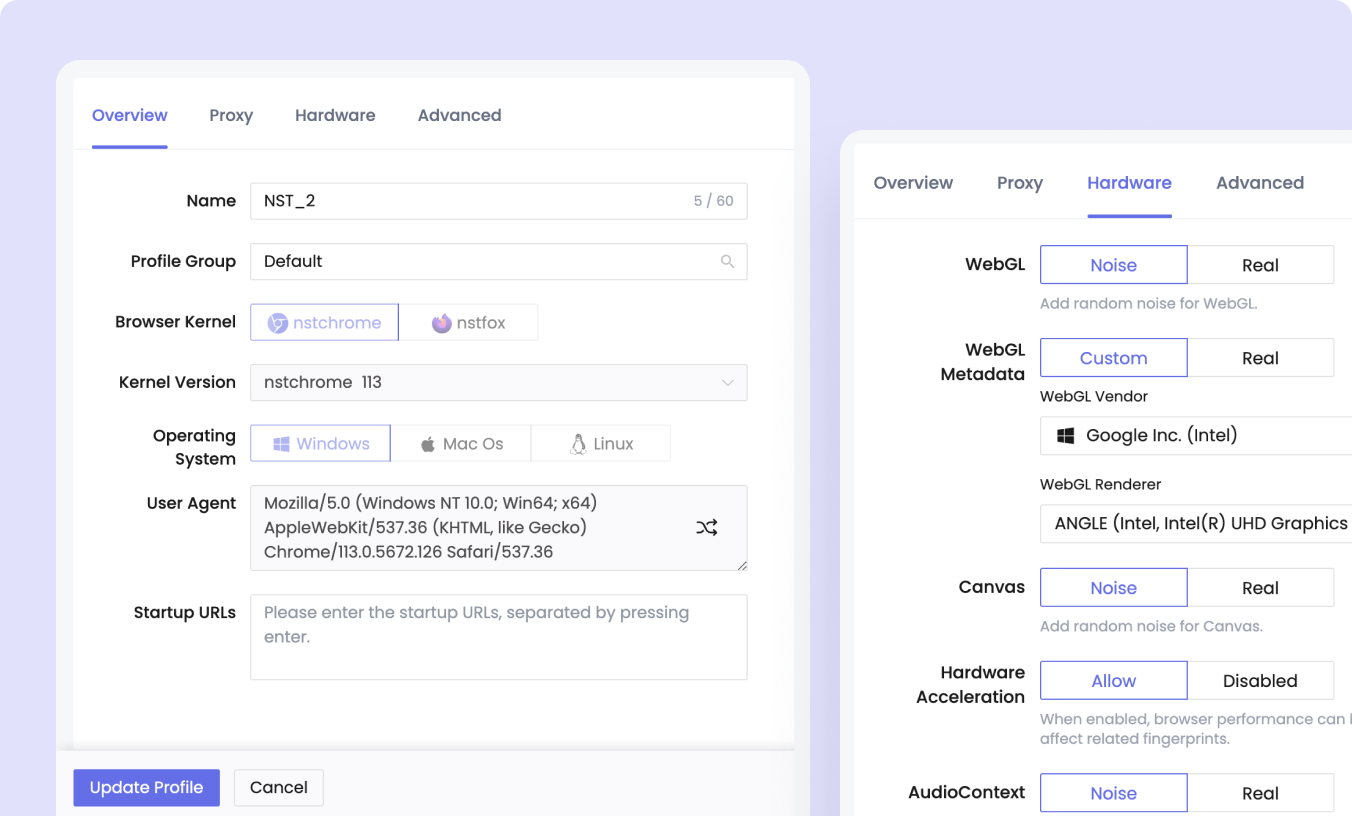 Overview Proxy Hardware Advanced
Name NST_2 5 / 60
Profile Group Default
Browser Kernel nstchrome nstfox
Kernel Version nstchrome 113
Operating
System
Windows Mac Os Linux
User Agent
Mozilla/5.0 (Windows NT 10.0; Win64; x64)
AppleWebKit/537.36 (KHTML, like Gecko)
Chrome/113.0.5672.126 Safari/537.36
Startup URLs
Please enter the startup URLs, separated by pressing
enter.
Update Profile Cancel
Overview Proxy Hardware Advanced
WebGL Noise Real
Add random noise for WebGL.
WebGL
Metadata
Custom Real
WebGL Vendor
Google Inc. (Intel)
WebGL Renderer
ANGLE (Intel, Intel(R) UHD Graphics
Canvas Noise Real
Add random noise for Canvas.
Hardware
Acceleration
Allow Disabled
When enabled, browser performance can
affect related fingerprints.
AudioContext Noise Real